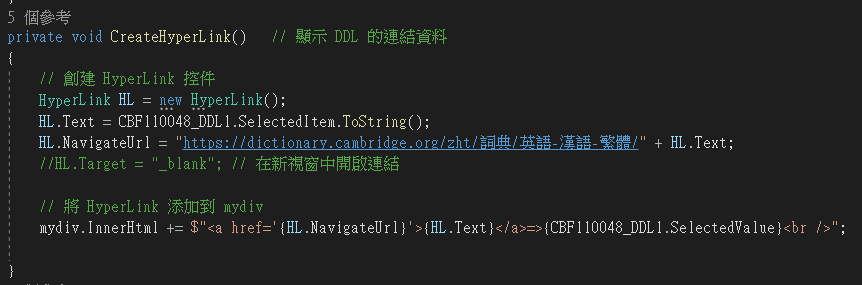 }
5 個參考
private void CreateHyperLink()   // 顯示 DDL 的連結資料
{
    // 創建 HyperLink 控件
    HyperLink HL = new HyperLink();
    HL.Text = CBF110048_DDL1.SelectedItem.ToString();
    HL.NavigateUrl = "https://dictionary.cambridge.org/zht/詞典/英語-漢語-繁體/" + HL.Text;
    //HL.Target = "_blank"; // 在新視窗中開啟連結

    // 將 HyperLink 添加到 mydiv
    mydiv.InnerHtml += $"<a href='{HL.NavigateUrl}'>{HL.Text}</a>=>{CBF110048_DDL1.SelectedValue}<br />";

}